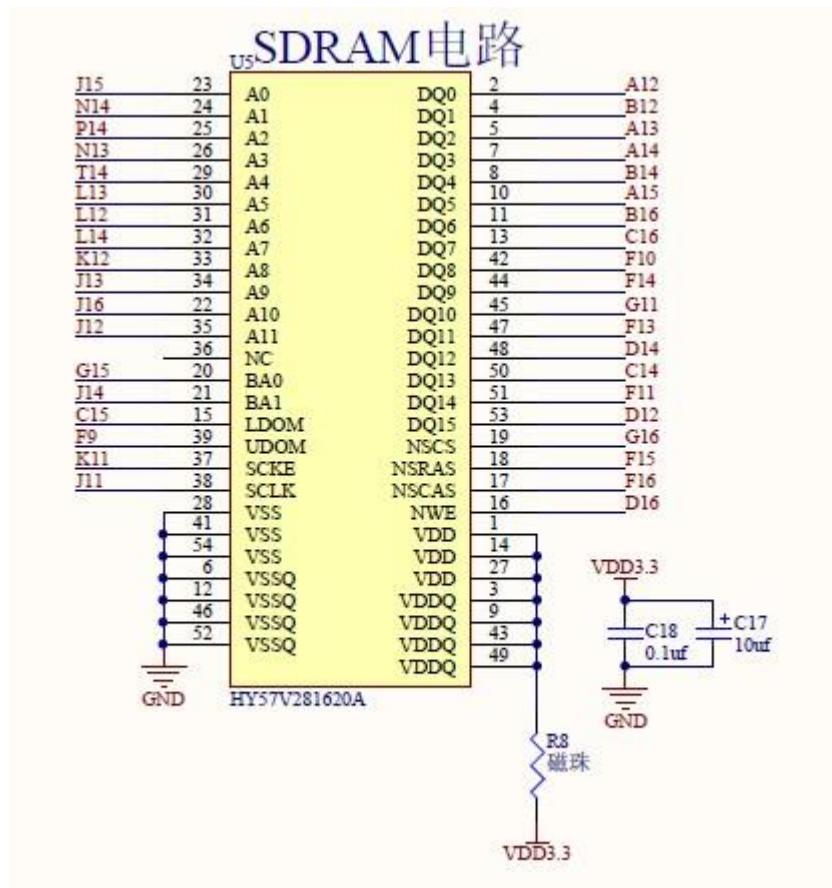 SDRAM电路
U5
J15 23 A0 DQ0 2 A12
N14 24 A1 DQ1 4 B12
P14 25 A2 DQ2 5 A13
N13 26 A3 DQ3 7 A14
T14 29 A4 DQ4 8 B14
L13 30 A5 DQ5 10 A15
L12 31 A6 DQ6 11 B16
L14 32 A7 DQ7 13 C16
K12 33 A8 DQ8 42 F10
J13 34 A9 DQ9 44 F14
J16 22 A10 DQ10 45 G11
J12 35 A11 DQ11 47 F13
36 NC DQ12 48 D14
G15 20 BA0 DQ13 50 C14
J14 21 BA1 DQ14 51 F11
C15 15 LDOM DQ15 53 D12
F9 39 UDOM NSCS 19 G16
K11 37 SCKE NSRAS 18 F15
J11 38 SCLK NSCAS 17 F16
28 VSS NWE 16 D16
41 VSS VDD 1
54 VSS VDD 14
6 VSSQ VDD 27
12 VSSQ VDDQ 3
46 VSSQ VDDQ 9
52 VSSQ VDDQ 43
VDDQ 49
GND
HY57V281620A
VDD3.3
C18
0.1uf
C17
10uf
+
GND
R8
磁珠
VDD3.3